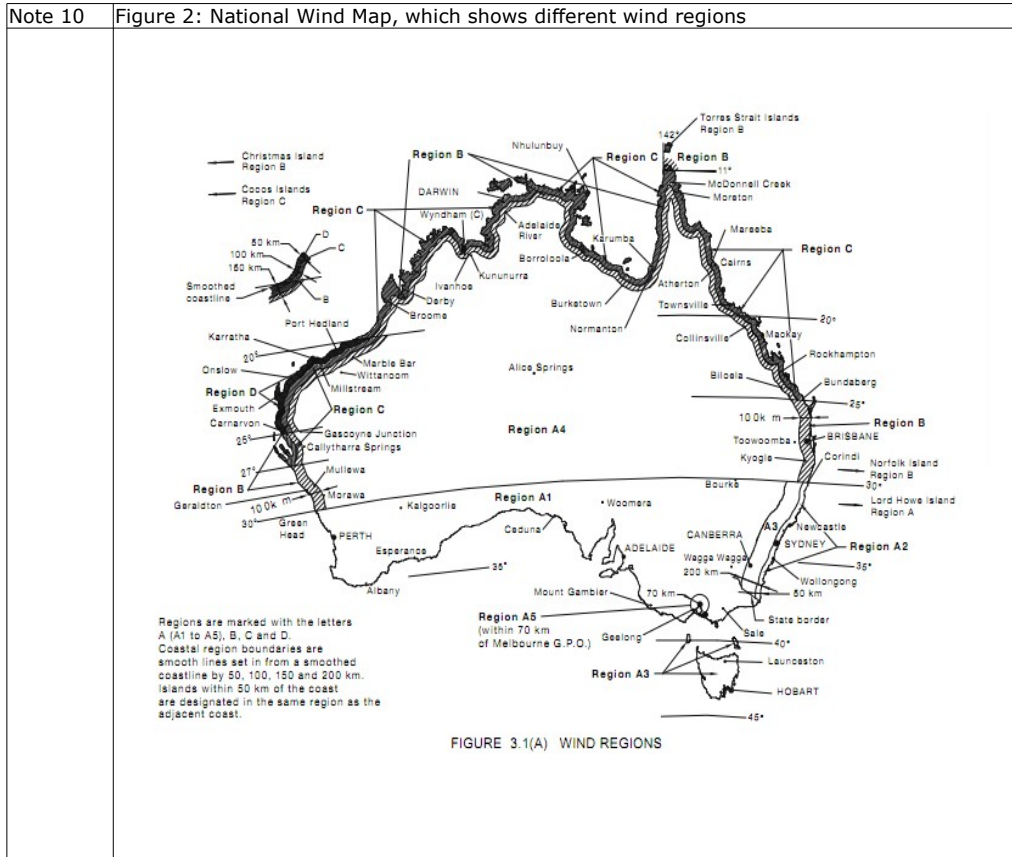 Note 10
Figure 2: National Wind Map, which shows different wind regions
Torres Strait Islands
Region B
142°
Nhulunbuy
Region B
Region C
Region B
11°
Christmas Island
Region B
McDonnell Creek
DARWIN
Moreton
Cocos Islands
Region C
Wyndham (C)
Region C
Adelaide
River
Mareeba
D
50 km
C
Karumba
Region C
100 km
Borroloola
Cairns
150 km
Kununurra
Ivanhoe
Atherton
Smoothed
coastline
B
Derby
Burketown
Townsville
Broome
Port Hedland
Normanton
20°
Karratha
Collinsville
Mackay
20°
Marble Bar
Onslow
Wittanoom
Alice Springs
Rockhampton
Millstream
Biloela
Region D
Bundaberg
Exmouth
Region C
25°
Carnarvon
100k m
Region B
25°
Gascoyne Junction
Region A4
BRISBANE
Callytharra Springs
Toowoomba
27°
Kyogle
Corindi
Mullewa
Norfolk Island
Region B
Region B
Bourke
30°
Geraldton
100k m
Morawa
Region A1
Woomera
Lord Howe Island
Region A
30°
Kalgoorlie
Green
Head
Ceduna
A3
Newcastle
PERTH
CANBERRA
SYDNEY
Esperance
ADELAIDE
Region A2
Wagga Wagga
35°
35°
200 km
Wollongong
Albany
Mount Gambier
70 km
50 km
Region A5
State border
(within 70 km
of Melbourne G.P.O.)
Geelong
Sale
40°
Launceston
Region A3
HOBART
45°
Regions are marked with the letters
A (A1 to A5), B, C and D.
Coastal region boundaries are
smooth lines set in from a smoothed
coastline by 50, 100, 150 and 200 km.
Islands within 50 km of the coast
are designated in the same region as the
adjacent coast.
FIGURE 3.1(A) WIND REGIONS